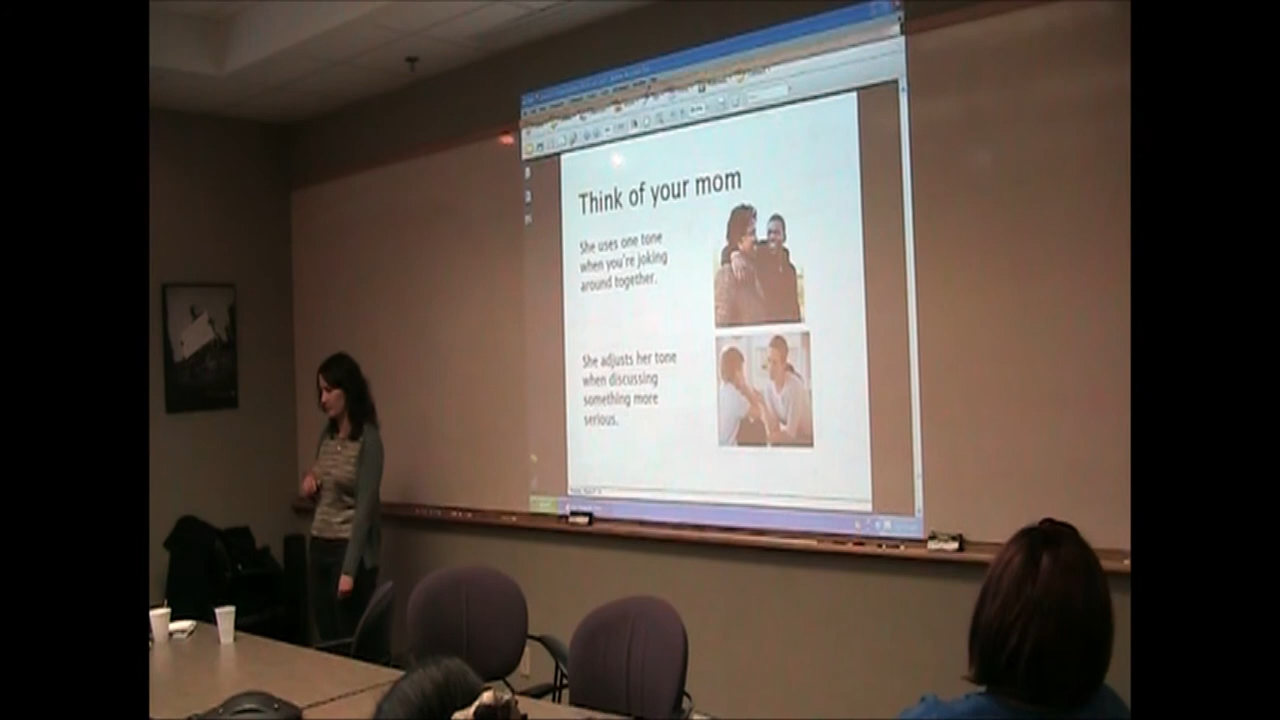 Think of your mom
She uses one tone
when you're joking
around together.
She adjusts her tone
when discussing
something more
serious.